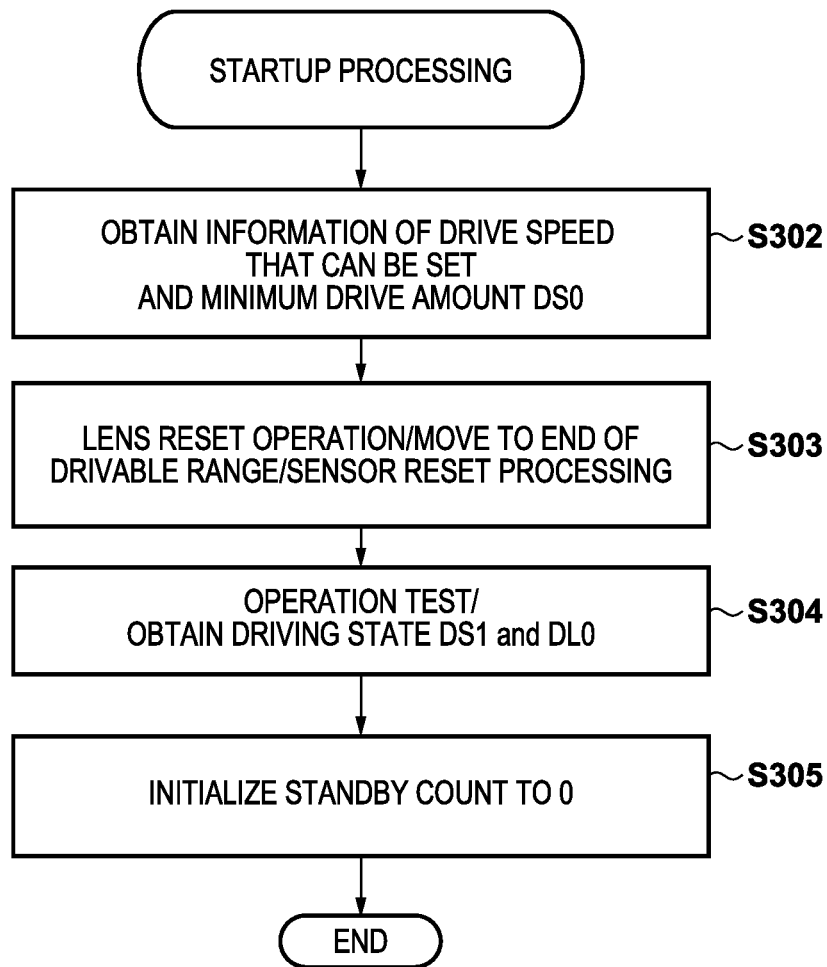 STARTUP PROCESSING
OBTAIN INFORMATION OF DRIVE SPEED
THAT CAN BE SET
AND MINIMUM DRIVE AMOUNT DS0
S302
LENS RESET OPERATION/MOVE TO END OF
DRIVABLE RANGE/SENSOR RESET PROCESSING
S303
OPERATION TEST/
OBTAIN DRIVING STATE DS1 and DL0
S304
INITIALIZE STANDBY COUNT TO 0
S305
END